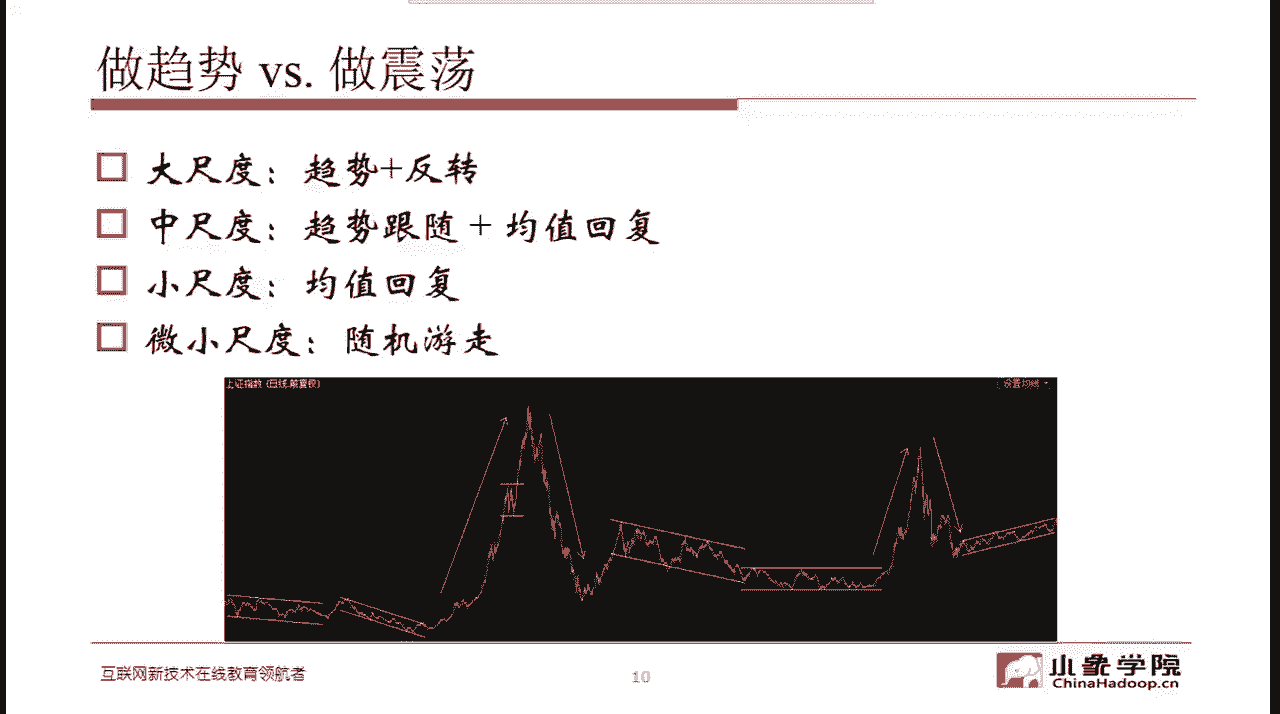 做趋势 vs. 做震荡
大尺度：趋势+反转
中尺度：趋势跟随 + 均值回复
小尺度：均值回复
微小尺度：随机游走
上证指数 (日线.前复权)
设置均线
互联网新技术在线教育领航者
10
小象学院
ChinaHadoop.cn